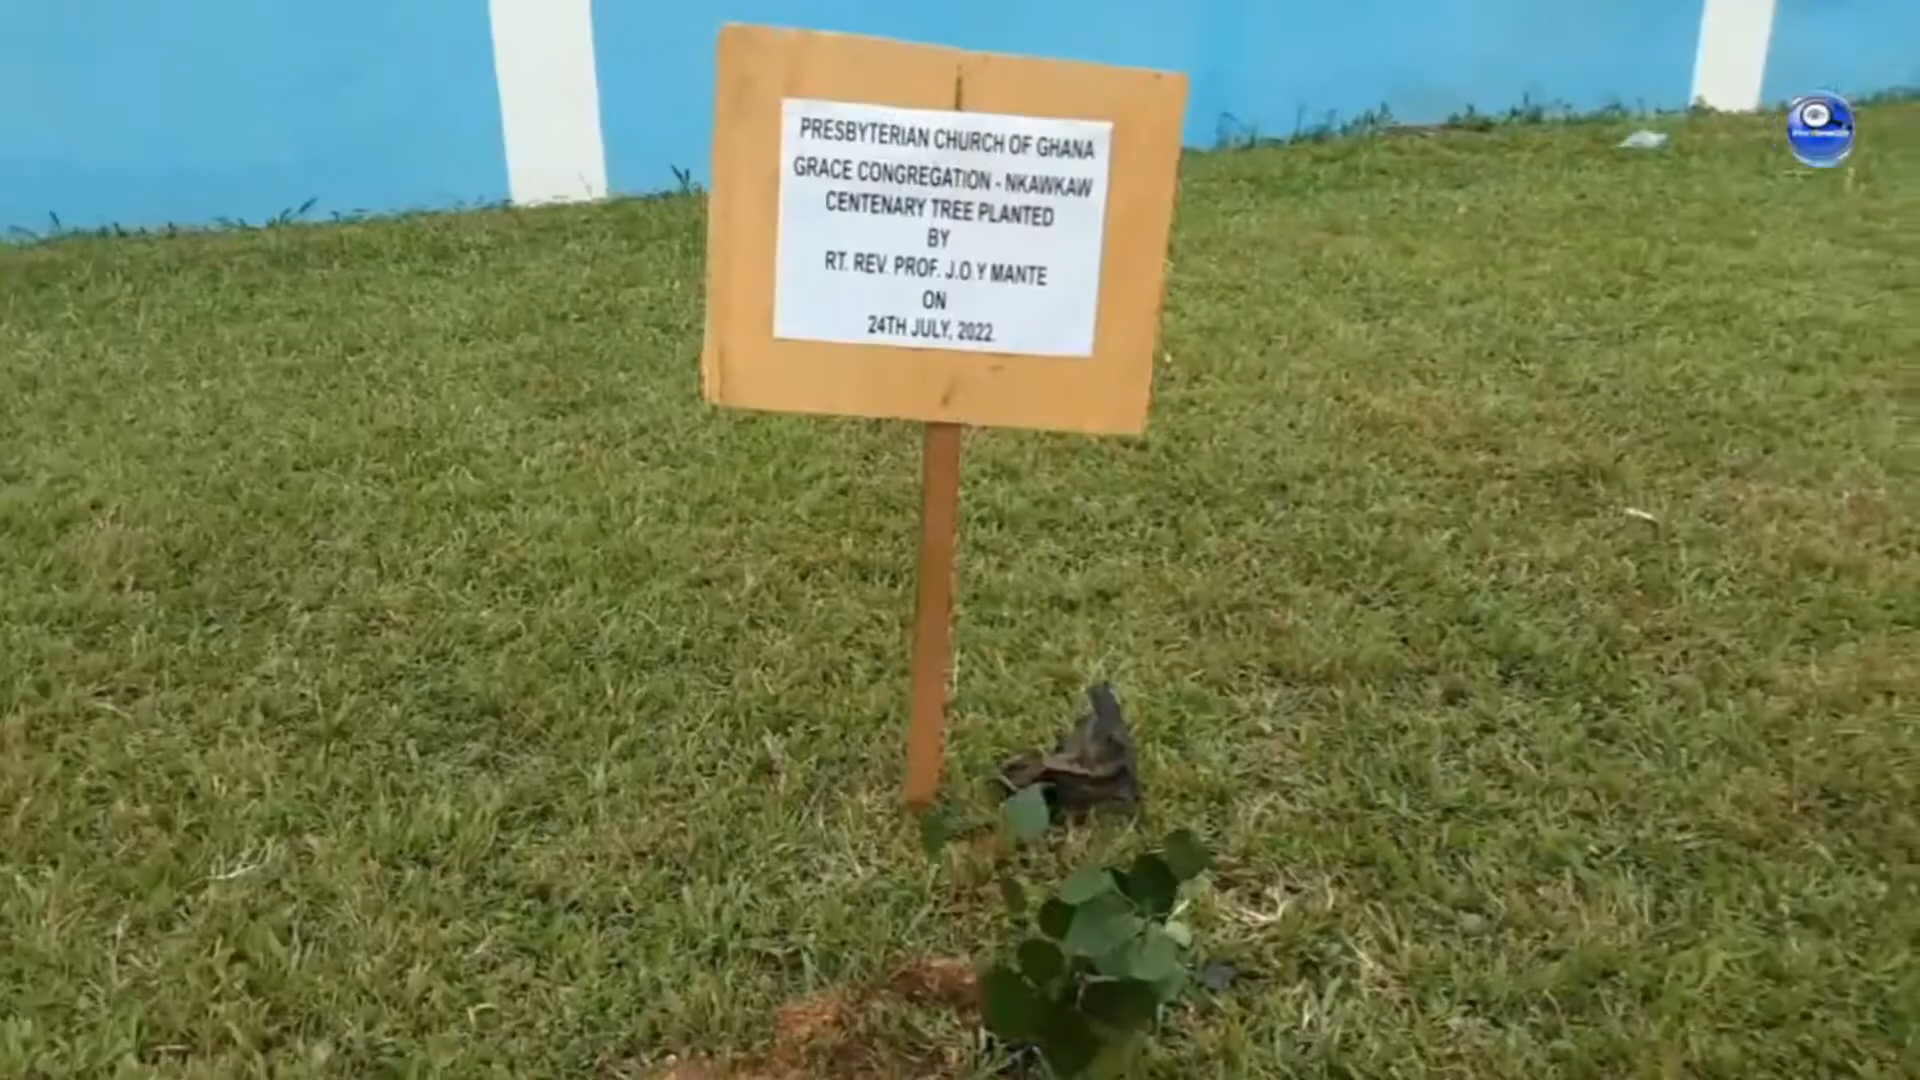 PRESBYTERIAN CHURCH OF GHANA
GRACE CONGREGATION - NKAWKAW
CENTENARY TREE PLANTED
BY
RT. REV. PROF. J.O.Y MANTE
ON
24TH JULY, 2022.